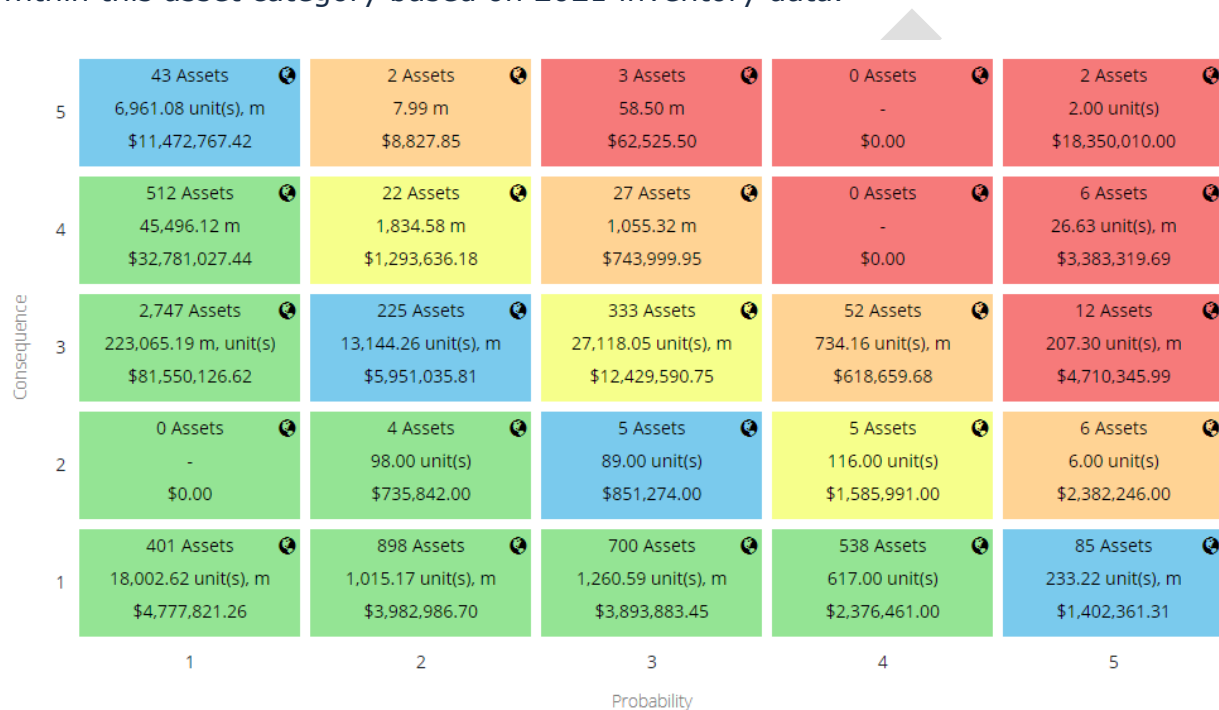 within this asset category based on 2021 inventory data.
43 Assets 2 Assets 3 Assets 0 Assets 2 Assets
5 6,961.08 unit(s), m 7.99 m 58.50 m - 2.00 unit(s)
$11,472,767.42 $8,827.85 $62,525.50 $0.00 $18,350,010.00
512 Assets 22 Assets 27 Assets 0 Assets 6 Assets
4 45,496.12 m 1,834.58 m 1,055.32 m - 26.63 unit(s), m
$32,781,027.44 $1,293,636.18 $743,999.95 $0.00 $3,383,319.69
Consequence
2,747 Assets 225 Assets 333 Assets 52 Assets 12 Assets
3 223,065.19 m, unit(s) 13,144.26 unit(s), m 27,118.05 unit(s), m 734.16 unit(s), m 207.30 unit(s), m
$81,550,126.62 $5,951,035.81 $12,429,590.75 $618,659.68 $4,710,345.99
0 Assets 4 Assets 5 Assets 5 Assets 6 Assets
2 - 98.00 unit(s) 89.00 unit(s) 116.00 unit(s) 6.00 unit(s)
$0.00 $735,842.00 $851,274.00 $1,585,991.00 $2,382,246.00
401 Assets 898 Assets 700 Assets 538 Assets 85 Assets
1 18,002.62 unit(s), m 1,015.17 unit(s), m 1,260.59 unit(s), m 617.00 unit(s) 233.22 unit(s), m
$4,777,821.26 $3,982,986.70 $3,893,883.45 $2,376,461.00 $1,402,361.31
1 2 3 4 5
Probability